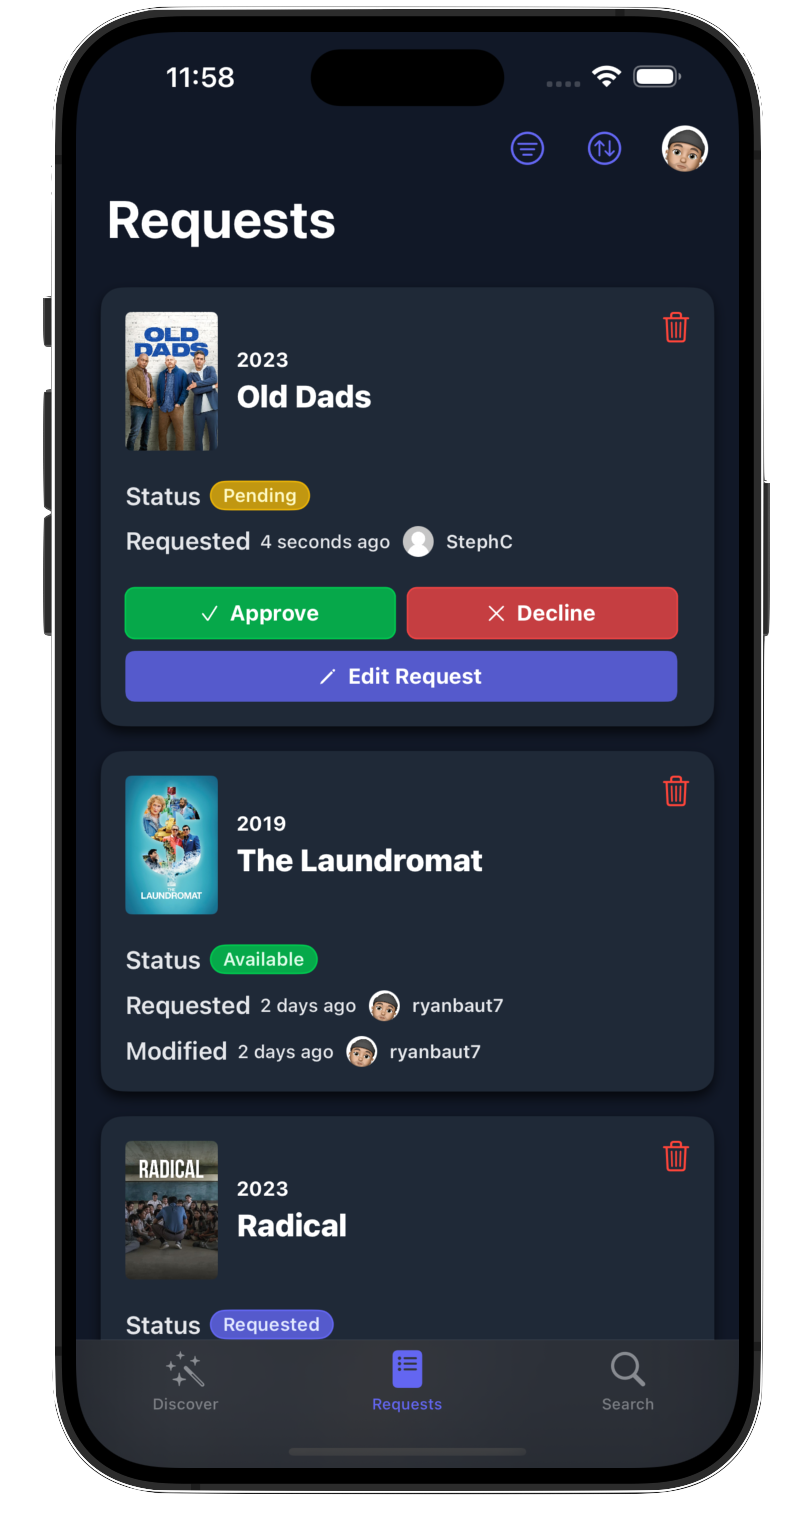 11:58
Requests
OLD
DADS
2023
Old Dads
Status Pending
Requested 4 seconds ago StephC
Approve
Decline
Edit Request
THE
LAUNDROMAT
2019
The Laundromat
Status Available
Requested 2 days ago ryanbaut7
Modified 2 days ago ryanbaut7
RADICAL
2023
Radical
Status Requested
Discover
Requests
Search